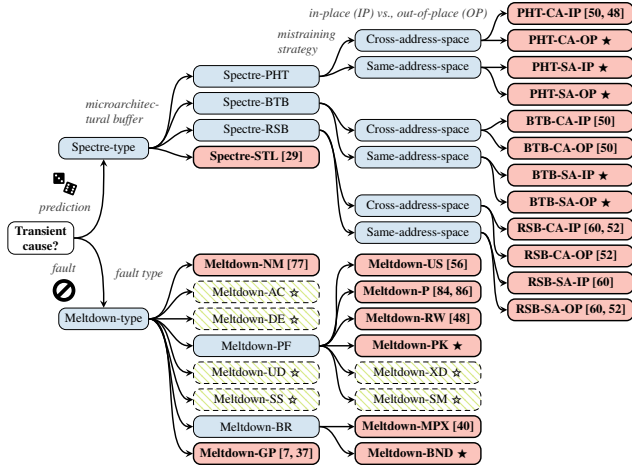 in-place (IP) vs., out-of-place (OP)
mistraining
strategy
Cross-address-space
Same-address-space
PHT-CA-IP [50, 48]
PHT-CA-OP ★
PHT-SA-IP ★
PHT-SA-OP ★
microarchitec-
tural buffer
Spectre-PHT
Spectre-BTB
Spectre-RSB
Spectre-STL [29]
Spectre-type
Cross-address-space
Same-address-space
BTB-CA-IP [50]
BTB-CA-OP [50]
BTB-SA-IP ★
BTB-SA-OP ★
Cross-address-space
Same-address-space
RSB-CA-IP [60, 52]
RSB-CA-OP [52]
RSB-SA-IP [60]
RSB-SA-OP [60, 52]
prediction
Transient
cause?
fault
fault type
Meltdown-type
Meltdown-NM [77]
Meltdown-AC ☆
Meltdown-DE ☆
Meltdown-PF
Meltdown-UD ☆
Meltdown-SS ☆
Meltdown-BR
Meltdown-GP [7, 37]
Meltdown-US [56]
Meltdown-P [84, 86]
Meltdown-RW [48]
Meltdown-PK ★
Meltdown-XD ☆
Meltdown-SM ☆
Meltdown-MPX [40]
Meltdown-BND ★